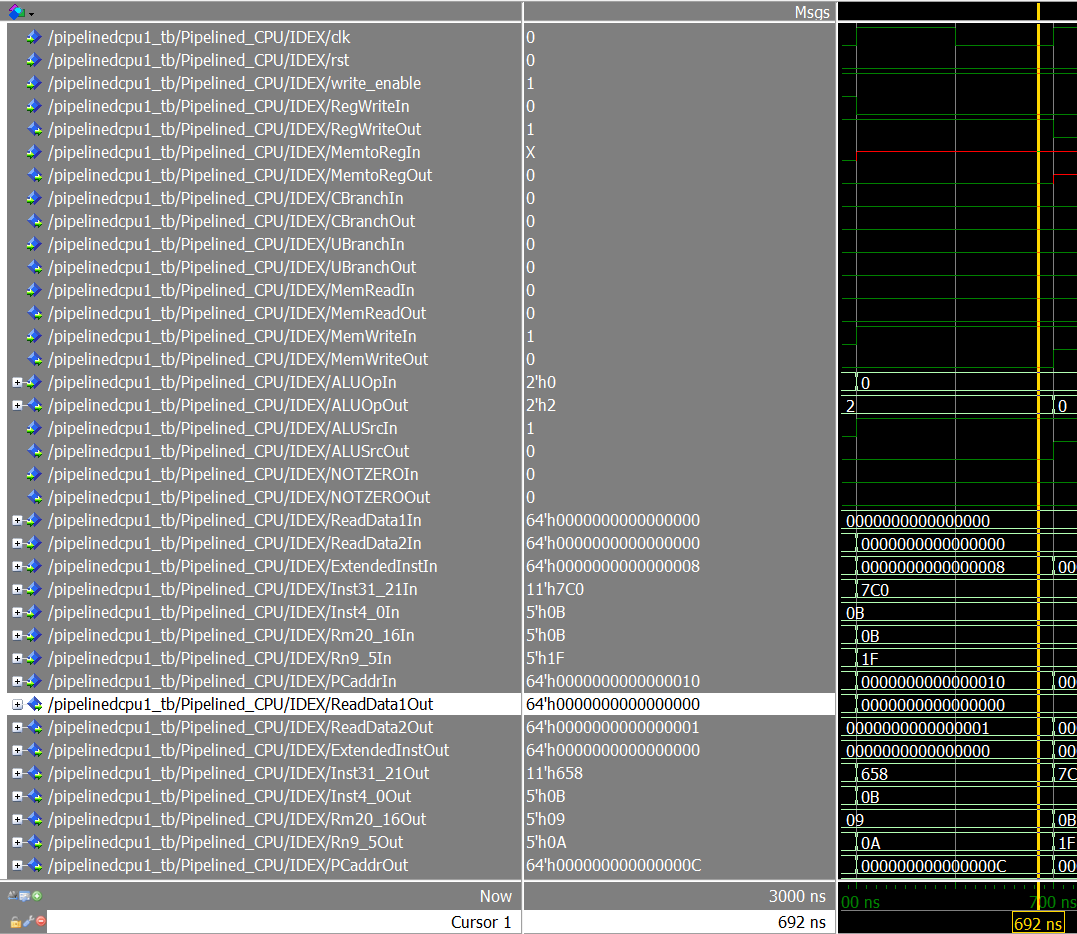 Msgs
/pipelinedcpu1_tb/Pipelined_CPU/IDEX/clk 0
/pipelinedcpu1_tb/Pipelined_CPU/IDEX/rst 0
/pipelinedcpu1_tb/Pipelined_CPU/IDEX/write_enable 1
/pipelinedcpu1_tb/Pipelined_CPU/IDEX/RegWriteIn 0
/pipelinedcpu1_tb/Pipelined_CPU/IDEX/RegWriteOut 1
/pipelinedcpu1_tb/Pipelined_CPU/IDEX/MemtoRegIn X
/pipelinedcpu1_tb/Pipelined_CPU/IDEX/MemtoRegOut 0
/pipelinedcpu1_tb/Pipelined_CPU/IDEX/CBranchIn 0
/pipelinedcpu1_tb/Pipelined_CPU/IDEX/CBranchOut 0
/pipelinedcpu1_tb/Pipelined_CPU/IDEX/UBranchIn 0
/pipelinedcpu1_tb/Pipelined_CPU/IDEX/UBranchOut 0
/pipelinedcpu1_tb/Pipelined_CPU/IDEX/MemReadIn 0
/pipelinedcpu1_tb/Pipelined_CPU/IDEX/MemReadOut 0
/pipelinedcpu1_tb/Pipelined_CPU/IDEX/MemWriteIn 1
/pipelinedcpu1_tb/Pipelined_CPU/IDEX/MemWriteOut 0
/pipelinedcpu1_tb/Pipelined_CPU/IDEX/ALUOpIn 2'h0 0
/pipelinedcpu1_tb/Pipelined_CPU/IDEX/ALUOpOut 2'h2 2 0
/pipelinedcpu1_tb/Pipelined_CPU/IDEX/ALUSrcIn 1
/pipelinedcpu1_tb/Pipelined_CPU/IDEX/ALUSrcOut 0
/pipelinedcpu1_tb/Pipelined_CPU/IDEX/NOTZEROIn 0
/pipelinedcpu1_tb/Pipelined_CPU/IDEX/NOTZEROOut 0
/pipelinedcpu1_tb/Pipelined_CPU/IDEX/ReadData1In 64'h0000000000000000 0000000000000000
/pipelinedcpu1_tb/Pipelined_CPU/IDEX/ReadData2In 64'h0000000000000000 0000000000000000
/pipelinedcpu1_tb/Pipelined_CPU/IDEX/ExtendedInstIn 64'h0000000000000008 0000000000000008 00
/pipelinedcpu1_tb/Pipelined_CPU/IDEX/Inst31_21In 11'h7C0 7C0
/pipelinedcpu1_tb/Pipelined_CPU/IDEX/Inst4_0In 5'h0B 0B
/pipelinedcpu1_tb/Pipelined_CPU/IDEX/Rm20_16In 5'h0B 0B
/pipelinedcpu1_tb/Pipelined_CPU/IDEX/Rn9_5In 5'h1F 1F
/pipelinedcpu1_tb/Pipelined_CPU/IDEX/PCaddrIn 64'h0000000000000010 0000000000000010 00
/pipelinedcpu1_tb/Pipelined_CPU/IDEX/ReadData1Out 64'h0000000000000000 0000000000000000
/pipelinedcpu1_tb/Pipelined_CPU/IDEX/ReadData2Out 64'h0000000000000001 0000000000000001 00
/pipelinedcpu1_tb/Pipelined_CPU/IDEX/ExtendedInstOut 64'h0000000000000000 0000000000000000 00
/pipelinedcpu1_tb/Pipelined_CPU/IDEX/Inst31_21Out 11'h658 658 7C
/pipelinedcpu1_tb/Pipelined_CPU/IDEX/Inst4_0Out 5'h0B 0B
/pipelinedcpu1_tb/Pipelined_CPU/IDEX/Rm20_16Out 5'h09 09 0B
/pipelinedcpu1_tb/Pipelined_CPU/IDEX/Rn9_5Out 5'h0A 0A 1F
/pipelinedcpu1_tb/Pipelined_CPU/IDEX/PCaddrOut 64'h000000000000000C 000000000000000C 00
Now 3000 ns 00 ns 700 ns
Cursor 1 692 ns 692 ns